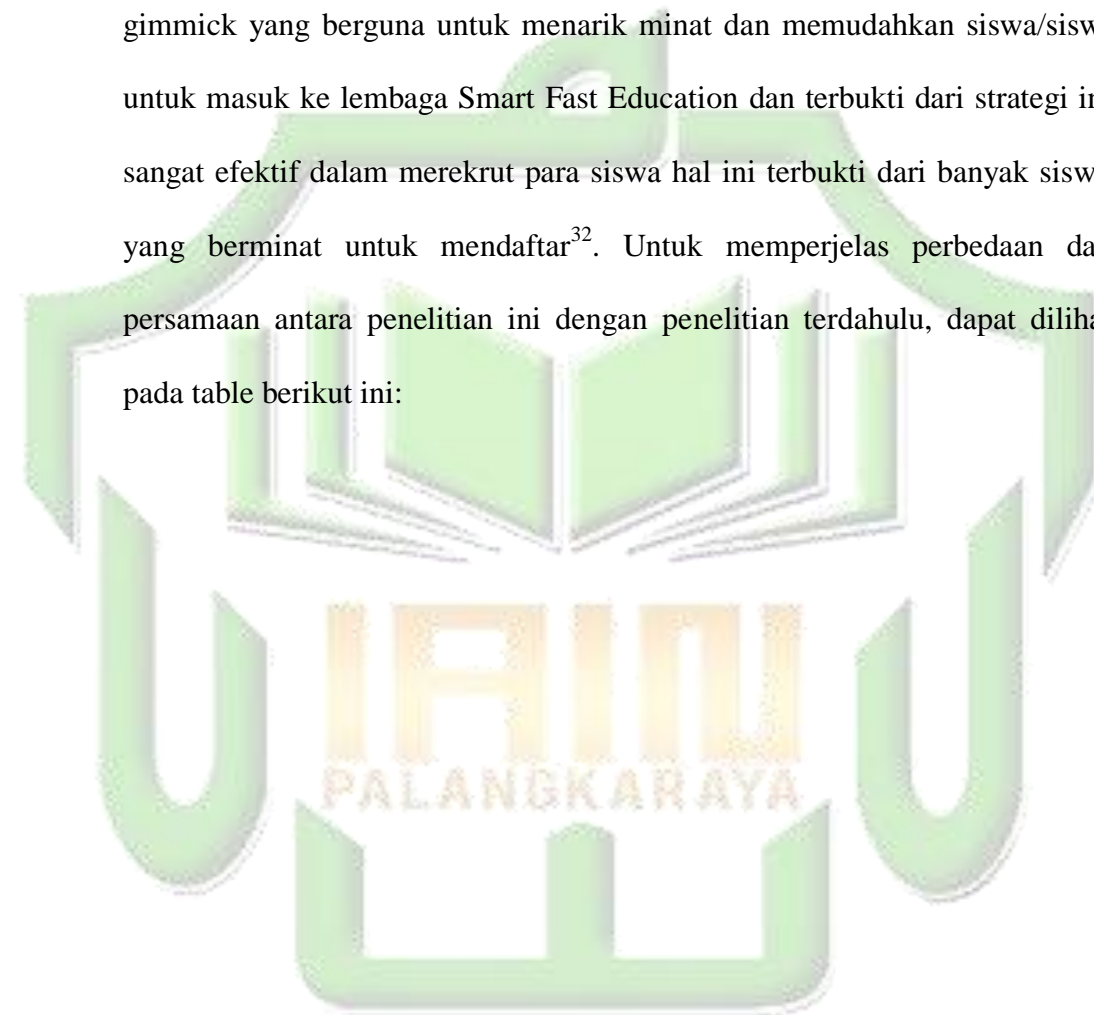 gimmick yang berguna untuk menarik minat dan memudahkan siswa/sisw
untuk masuk ke lembaga Smart Fast Education dan terbukti dari strategi in
sangat efektif dalam merekrut para siswa hal ini terbukti dari banyak sisw
yang berminat untuk mendaftar³². Untuk memperjelas perbedaan da
persamaan antara penelitian ini dengan penelitian terdahulu, dapat diliha
pada table berikut ini:
IAIN
PALANGKARAYA